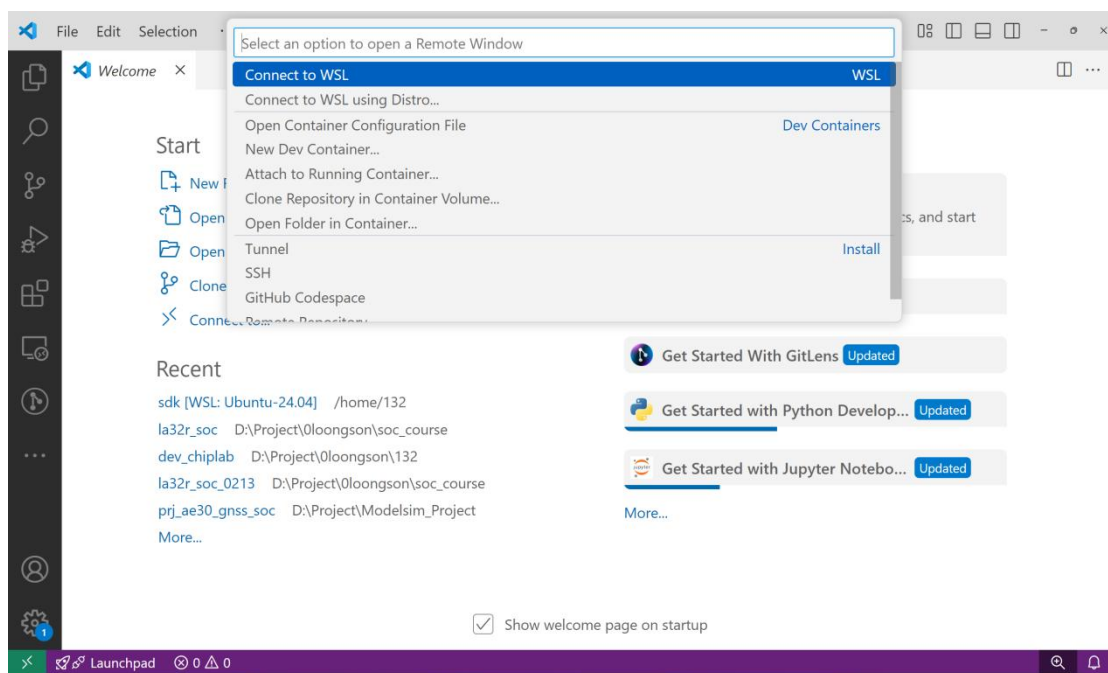 File Edit Selection
Select an option to open a Remote Window
Welcome
Connect to WSL WSL
Connect to WSL using Distro...
Open Container Configuration File Dev Containers
New Dev Container...
Attach to Running Container...
Clone Repository in Container Volume...
Open Folder in Container...
Tunnel Install
SSH
GitHub Codespace
Start
New
Open
Open
Clone
cs, and start
Recent
sdk [WSL: Ubuntu-24.04] /home/132
la32r_soc D:\Project\0loongson\soc_course
dev_chiplab D:\Project\0loongson\132
la32r_soc_0213 D:\Project\0loongson\soc_course
prj_ae30_gnss_soc D:\Project\Modelsim_Project
More...
Get Started With GitLens Updated
Get Started with Python Develop... Updated
Get Started with Jupyter Notebo... Updated
More...
Show welcome page on startup
1
Launchpad 0 0